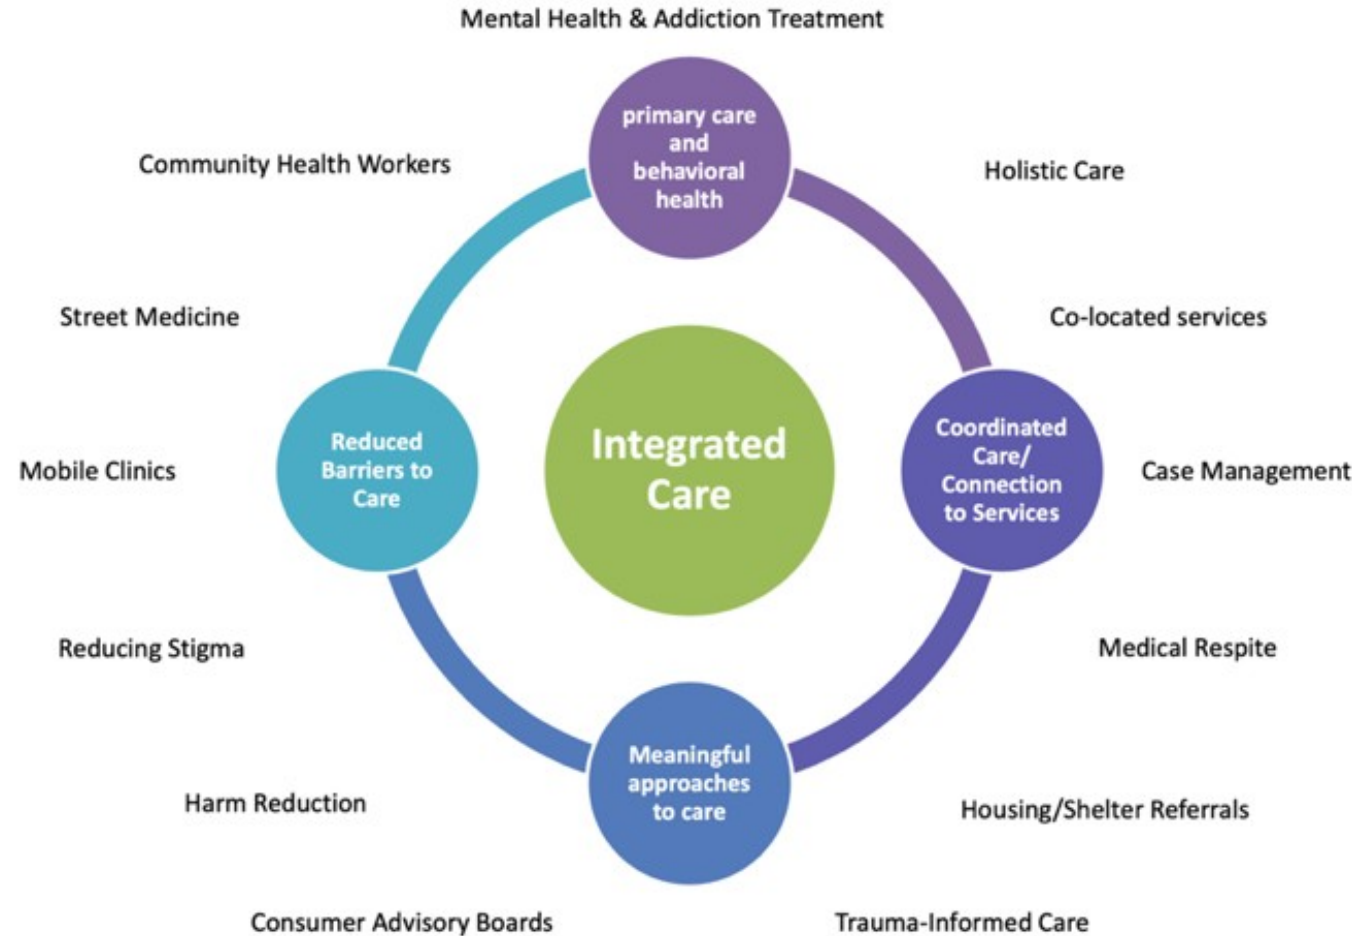 Mental Health & Addiction Treatment
primary care
and
behavioral
health
Community Health Workers
Holistic Care
Street Medicine
Co-located services
Reduced
Barriers to
Care
Integrated
Care
Coordinated
Care/
Connection
to Services
Mobile Clinics
Case Management
Reducing Stigma
Medical Respite
Meaningful
approaches
to care
Harm Reduction
Housing/Shelter Referrals
Consumer Advisory Boards
Trauma-Informed Care